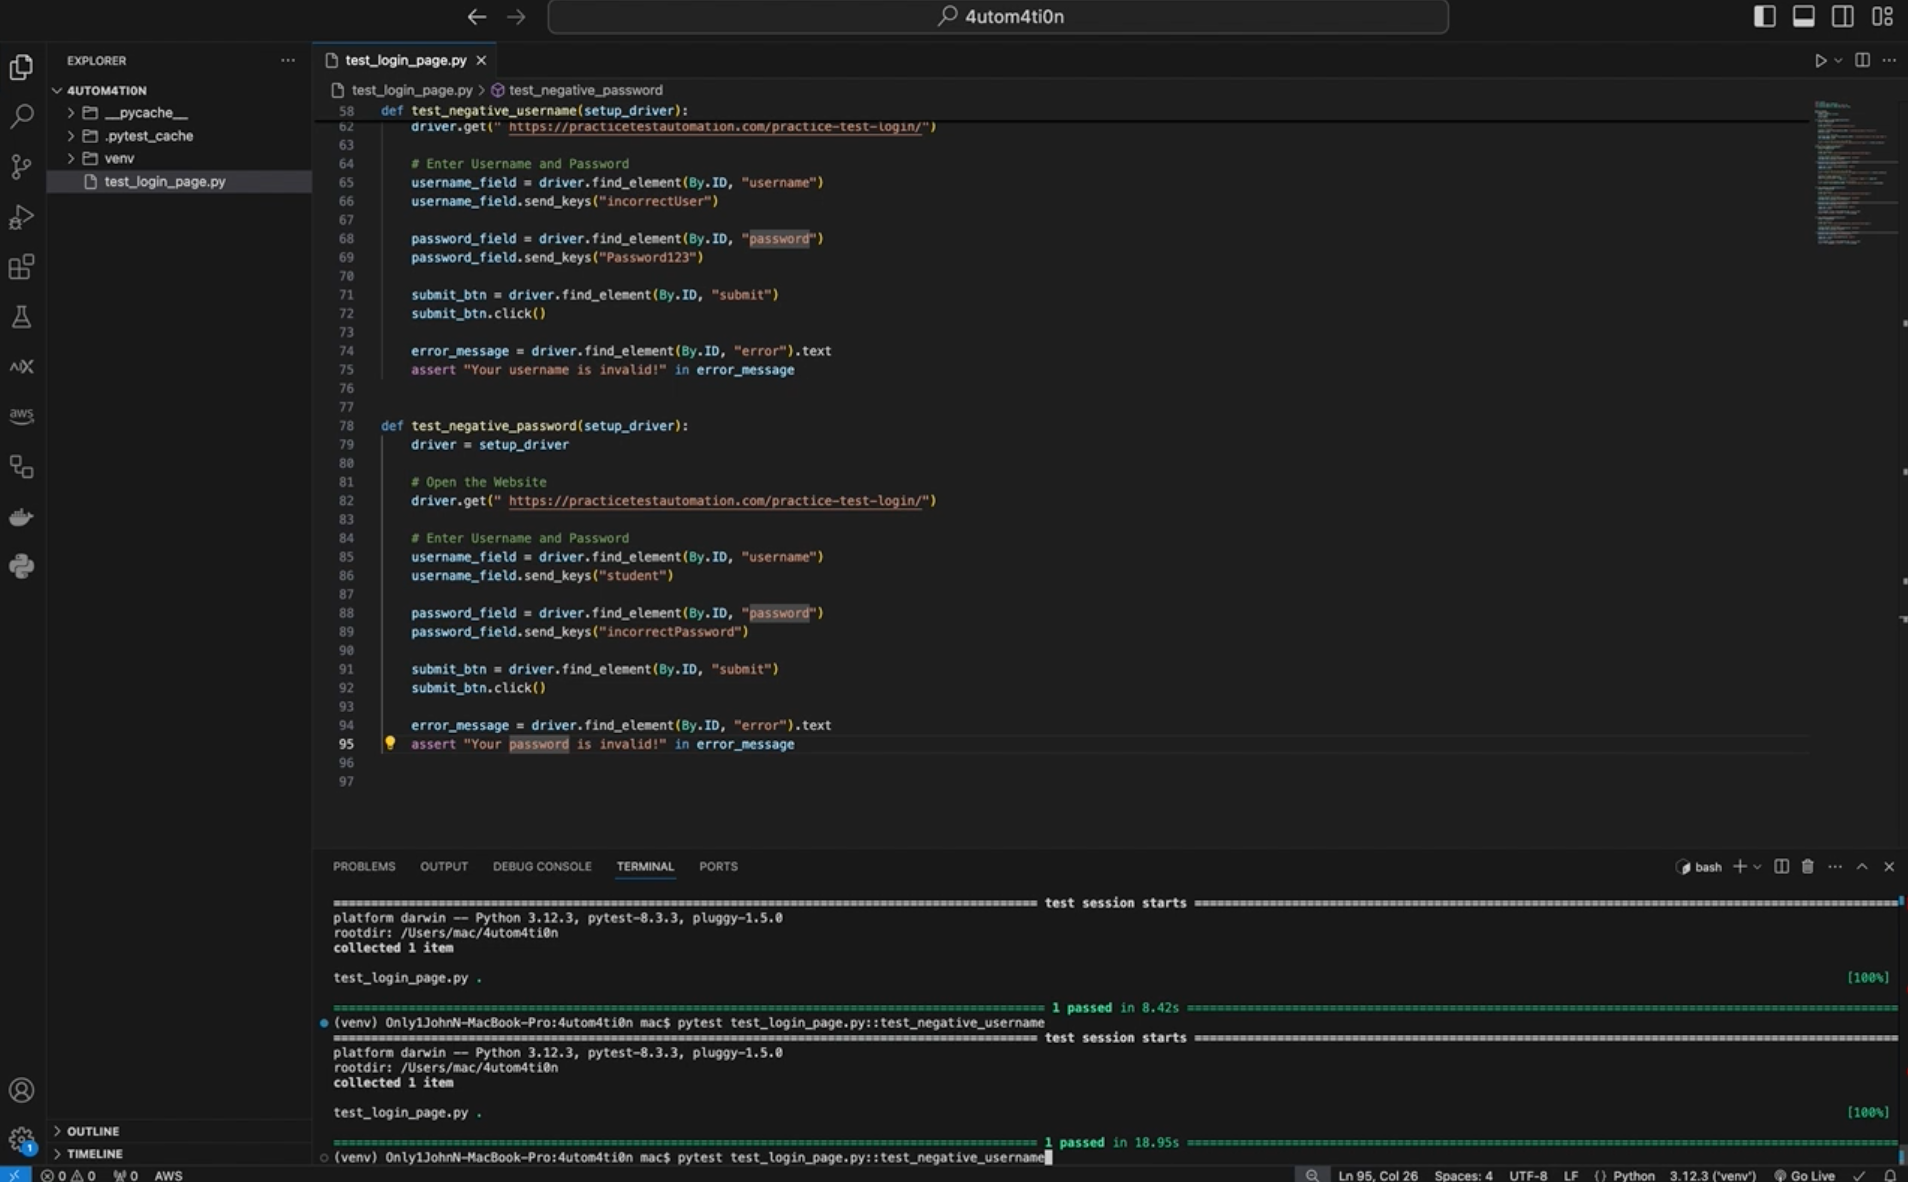 4utom4ti0n
EXPLORER
4UTOM4TI0N
__pycache__
.pytest_cache
venv
test_login_page.py
test_login_page.py
test_login_page.py > test_negative_password
58 def test_negative_username(setup_driver):
62 driver.get(" https://practicetestautomation.com/practice-test-login/")
63
64 # Enter Username and Password
65 username_field = driver.find_element(By.ID, "username")
66 username_field.send_keys("incorrectUser")
67
68 password_field = driver.find_element(By.ID, "password")
69 password_field.send_keys("Password123")
70
71 submit_btn = driver.find_element(By.ID, "submit")
72 submit_btn.click()
73
74 error_message = driver.find_element(By.ID, "error").text
75 assert "Your username is invalid!" in error_message
76
77
78 def test_negative_password(setup_driver):
79 driver = setup_driver
80
81 # Open the Website
82 driver.get(" https://practicetestautomation.com/practice-test-login/")
83
84 # Enter Username and Password
85 username_field = driver.find_element(By.ID, "username")
86 username_field.send_keys("student")
87
88 password_field = driver.find_element(By.ID, "password")
89 password_field.send_keys("incorrectPassword")
90
91 submit_btn = driver.find_element(By.ID, "submit")
92 submit_btn.click()
93
94 error_message = driver.find_element(By.ID, "error").text
95 assert "Your password is invalid!" in error_message
96
97
aws
PROBLEMS OUTPUT DEBUG CONSOLE TERMINAL PORTS
bash
test session starts
platform darwin -- Python 3.12.3, pytest-8.3.3, pluggy-1.5.0
rootdir: /Users/mac/4utom4ti0n
collected 1 item
test_login_page.py . [100%]
1 passed in 8.42s
(venv) Only1JohnN-MacBook-Pro:4utom4ti0n mac$ pytest test_login_page.py::test_negative_username
test session starts
platform darwin -- Python 3.12.3, pytest-8.3.3, pluggy-1.5.0
rootdir: /Users/mac/4utom4ti0n
collected 1 item
test_login_page.py . [100%]
1 passed in 18.95s
(venv) Only1JohnN-MacBook-Pro:4utom4ti0n mac$ pytest test_login_page.py::test_negative_username
OUTLINE
TIMELINE
1
0 0 0 AWS
Ln 95, Col 26 Spaces: 4 UTF-8 LF {} Python 3.12.3 ('venv') Go Live